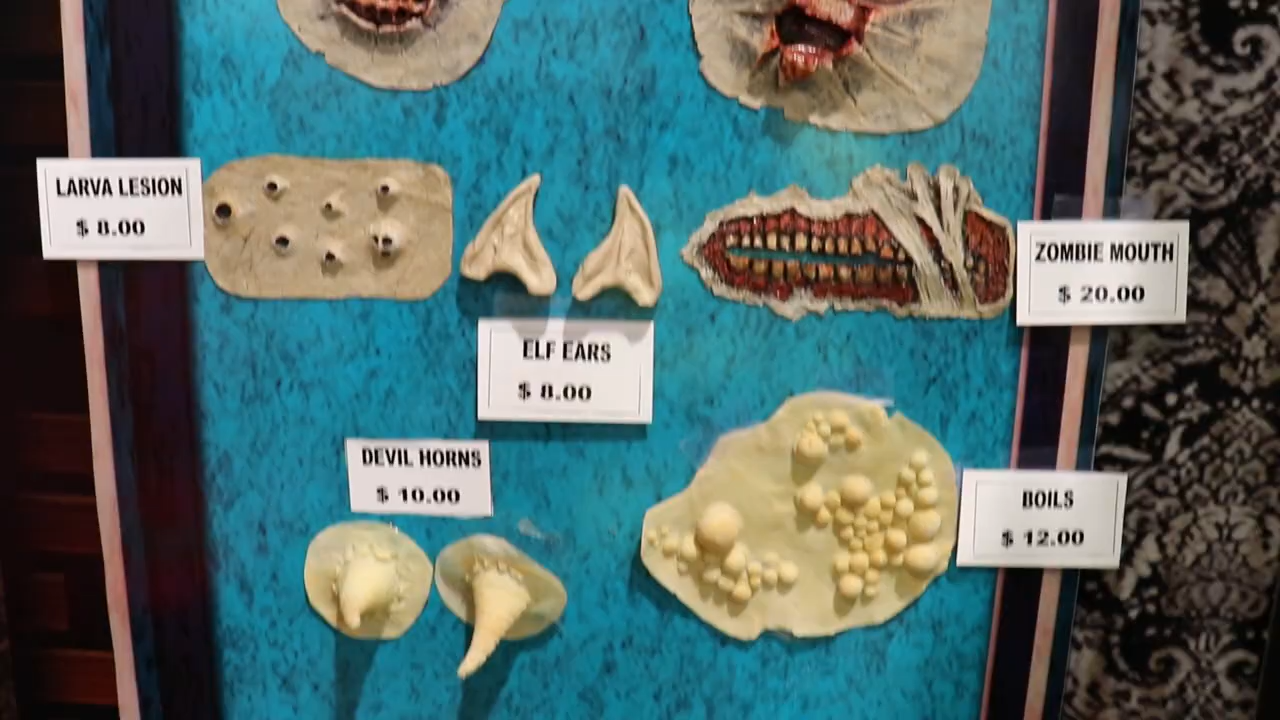 LARVA LESION
$ 8.00
ZOMBIE MOUTH
$ 20.00
ELF EARS
$ 8.00
DEVIL HORNS
$ 10.00
BOILS
$ 12.00